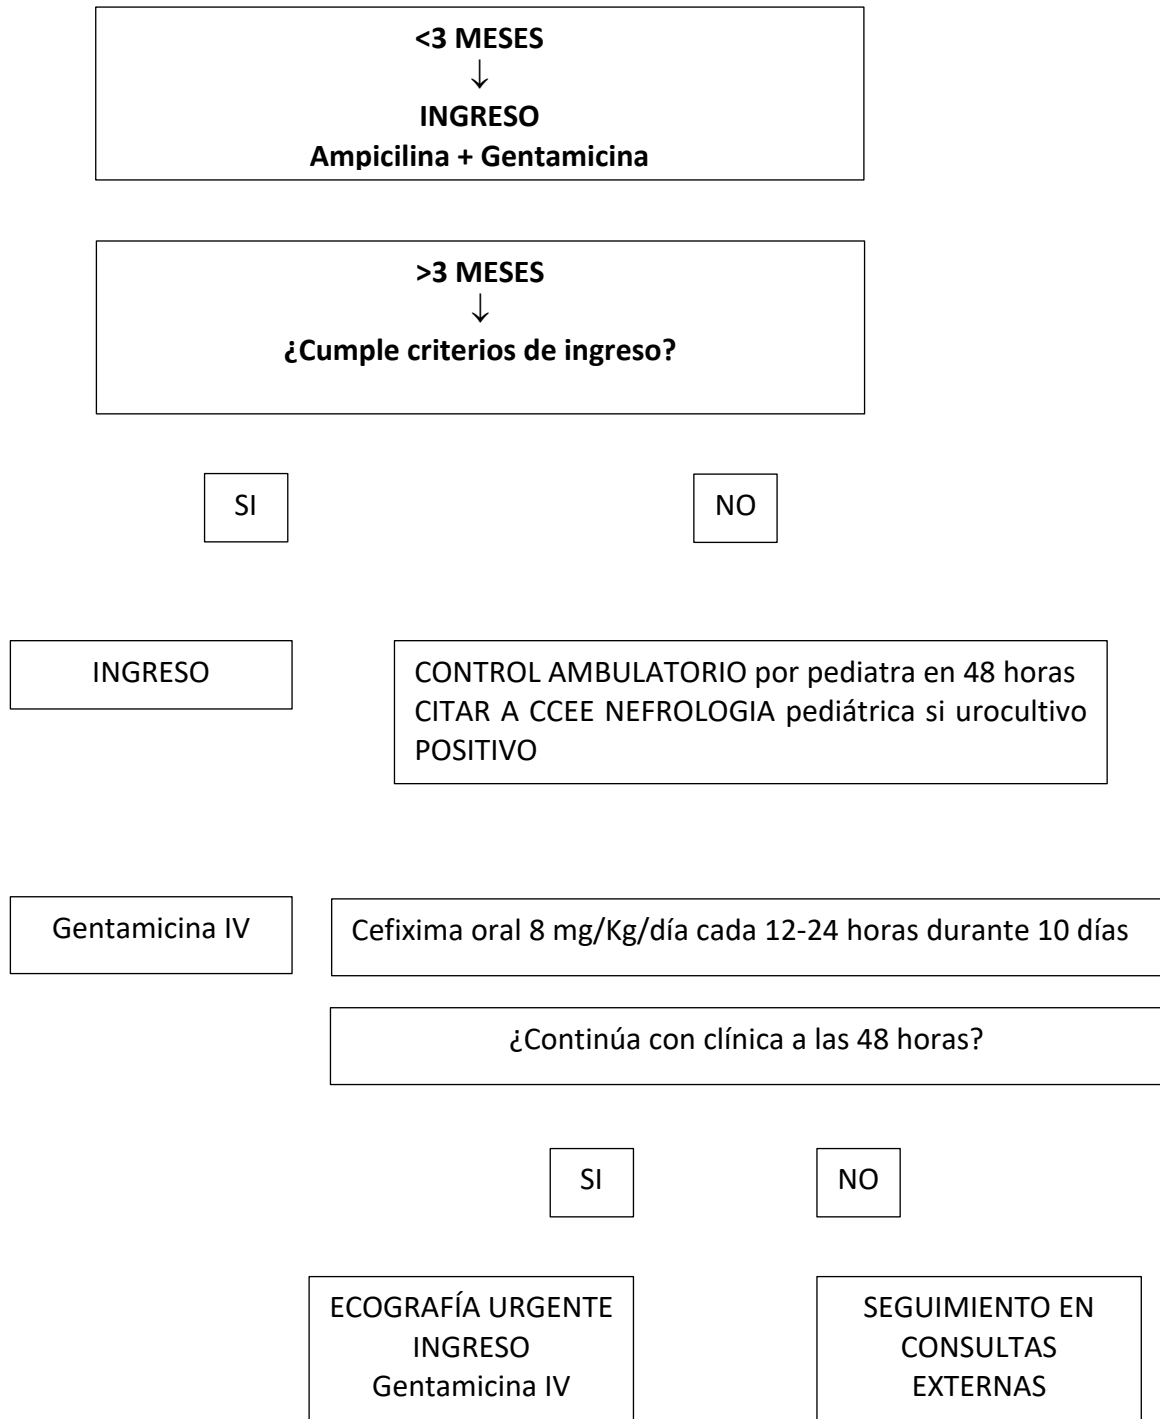 <3 MESES
↓
INGRESO
Ampicilina + Gentamicina
>3 MESES
↓
¿Cumple criterios de ingreso?
SI
NO
INGRESO
CONTROL AMBULATORIO por pediatra en 48 horas
CITAR A CCEE NEFROLOGIA pediátrica si urocultivo
POSITIVO
Gentamicina IV
Cefixima oral 8 mg/Kg/día cada 12-24 horas durante 10 días
¿Continúa con clínica a las 48 horas?
SI
NO
ECOGRAFÍA URGENTE
INGRESO
Gentamicina IV
SEGUIMIENTO EN
CONSULTAS
EXTERNAS